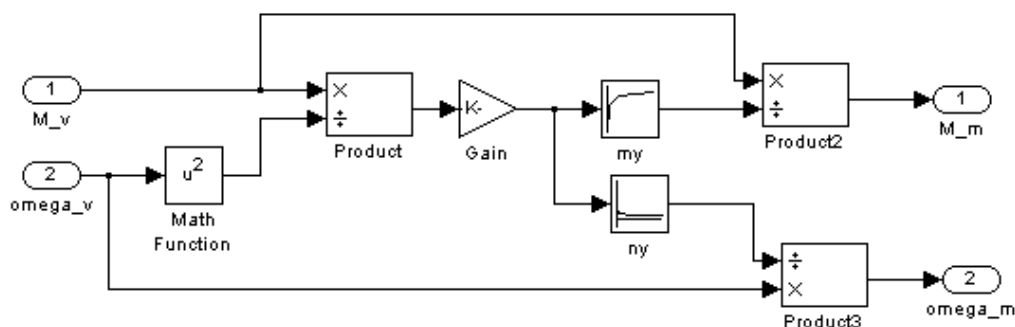 1
M_v
×
÷
Product
K-
Gain
my
×
÷
Product2
1
M_m
2
omega_v
u²
Math
Function
ny
÷
×
Product3
2
omega_m